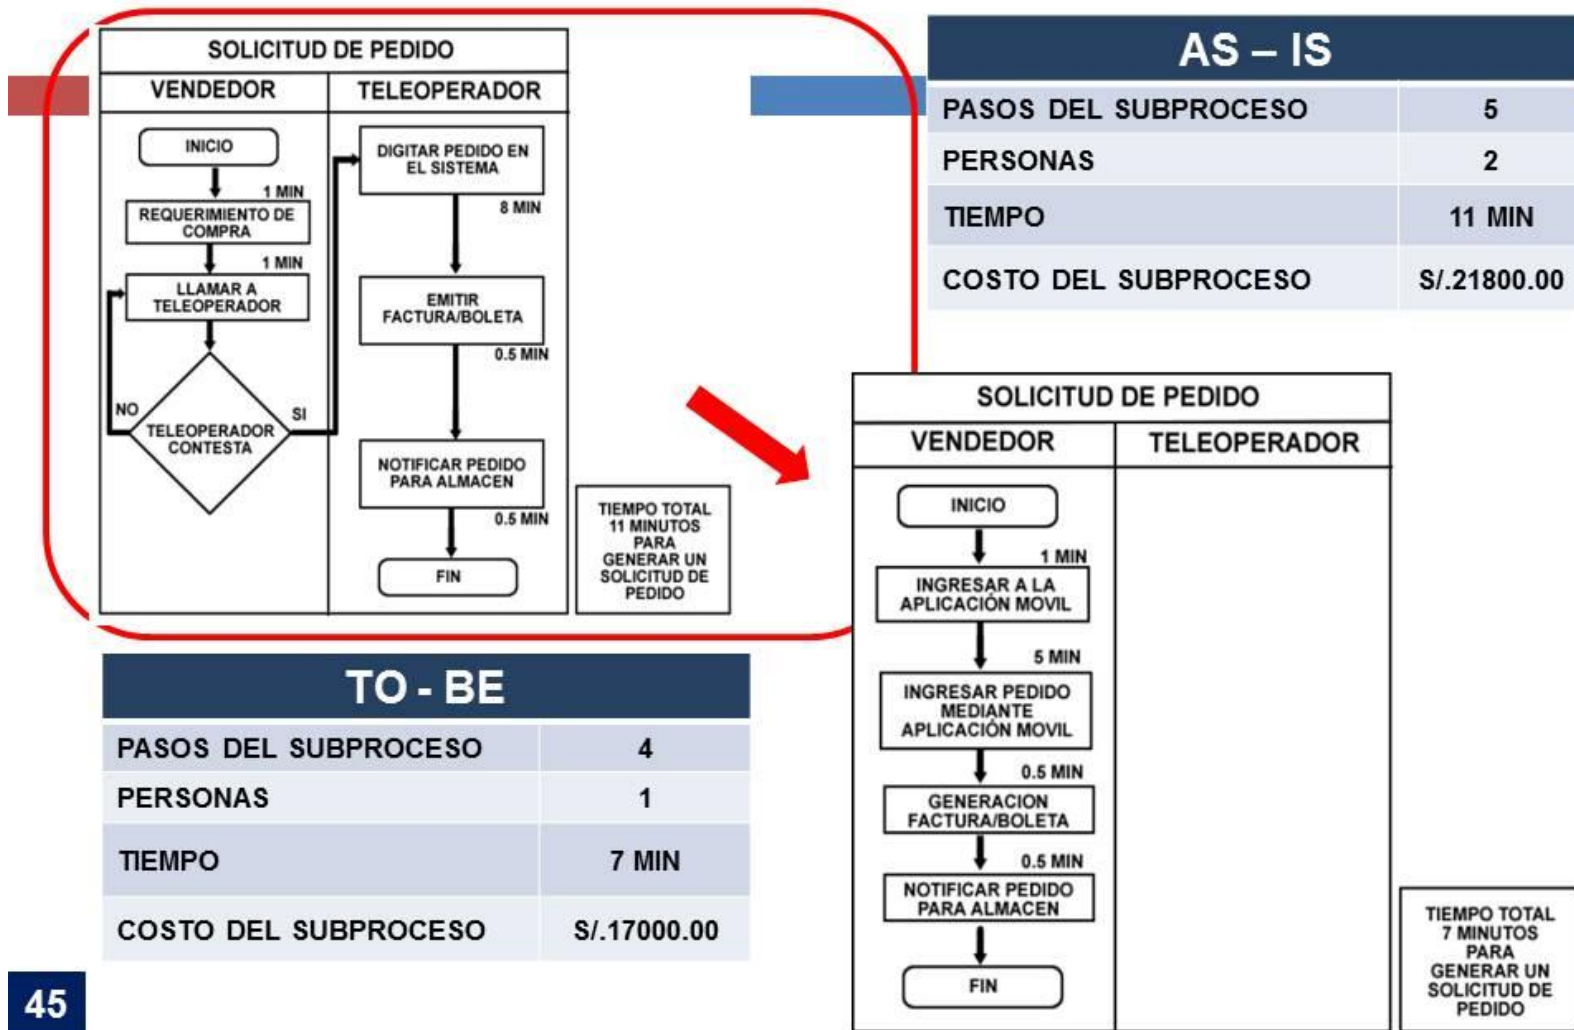 SOLICITUD DE PEDIDO
VENDEDOR
TELEOPERADOR
INICIO
1 MIN
REQUERIMIENTO DE
COMPRA
1 MIN
LLAMAR A
TELEOPERADOR
NO
SI
TELEOPERADOR
CONTESTA
DIGITAR PEDIDO EN
EL SISTEMA
8 MIN
EMITIR
FACTURA/BOLETA
0.5 MIN
NOTIFICAR PEDIDO
PARA ALMACEN
0.5 MIN
FIN
TIEMPO TOTAL
11 MINUTOS
PARA
GENERAR UN
SOLICITUD DE
PEDIDO
AS – IS
PASOS DEL SUBPROCESO 5
PERSONAS 2
TIEMPO 11 MIN
COSTO DEL SUBPROCESO S/.21800.00
TO - BE
PASOS DEL SUBPROCESO 4
PERSONAS 1
TIEMPO 7 MIN
COSTO DEL SUBPROCESO S/.17000.00
SOLICITUD DE PEDIDO
VENDEDOR
TELEOPERADOR
INICIO
1 MIN
INGRESAR A LA
APLICACIÓN MOVIL
5 MIN
INGRESAR PEDIDO
MEDIANTE
APLICACIÓN MOVIL
0.5 MIN
GENERACION
FACTURA/BOLETA
0.5 MIN
NOTIFICAR PEDIDO
PARA ALMACEN
FIN
TIEMPO TOTAL
7 MINUTOS
PARA
GENERAR UN
SOLICITUD DE
PEDIDO
45